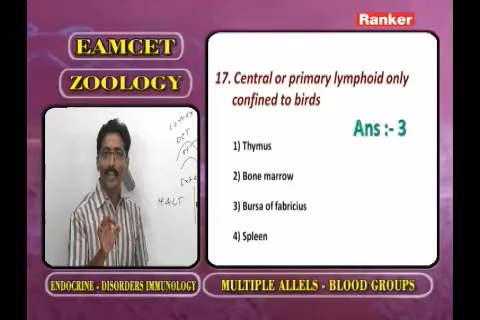 Ranker
EAMCET
ZOOLOGY
17. Central or primary lymphoid only
confined to birds
Ans :- 3
1) Thymus
2) Bone marrow
3) Bursa of fabricius
4) Spleen
MALT
ENDOCRINE - DISORDERS IMMUNOLOGY
MULTIPLE ALLELS - BLOOD GROUPS